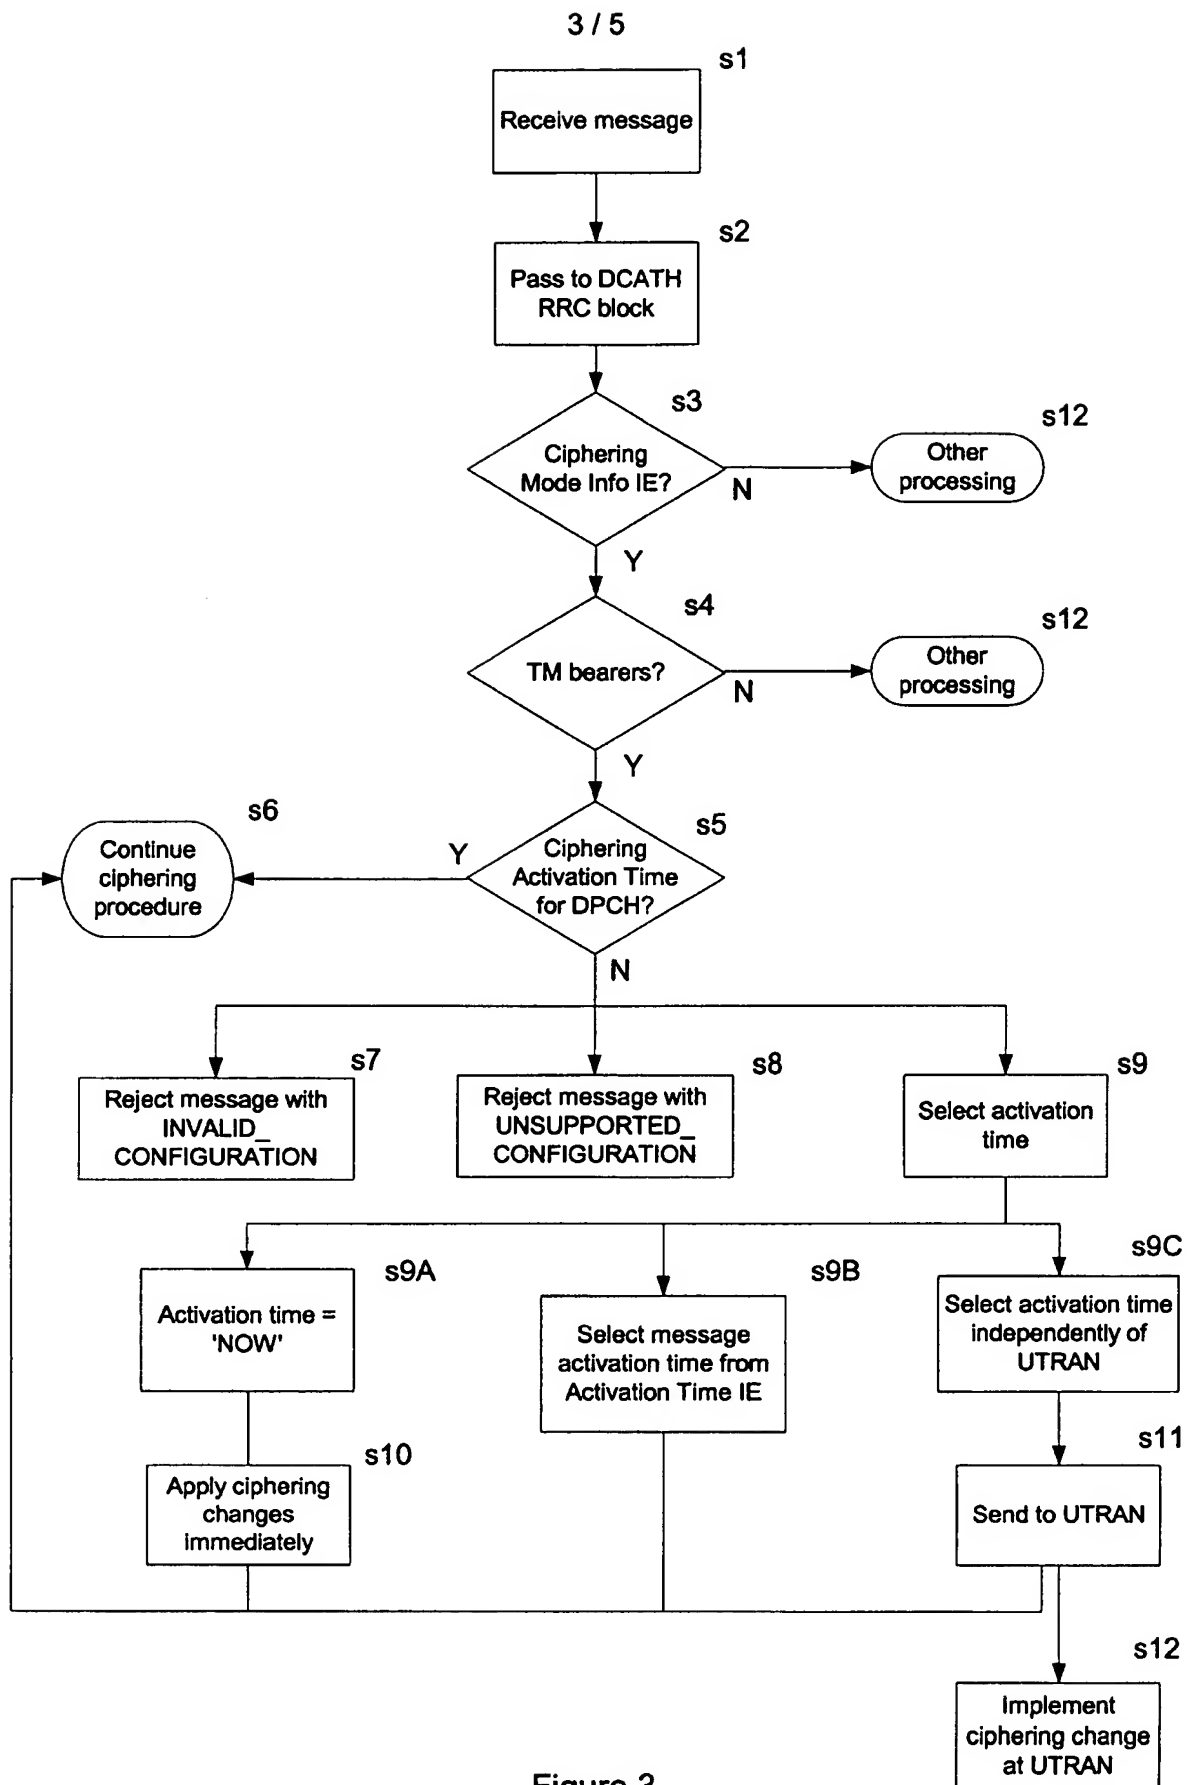 3 / 5
s1
Receive message
s2
Pass to DCATH
RRC block
s3
Ciphering
Mode Info IE?
N
s12
Other
processing
Y
s4
TM bearers?
N
s12
Other
processing
Y
s5
Ciphering
Activation Time
for DPCH?
Y
s6
Continue
ciphering
procedure
N
s7
Reject message with
INVALID_
CONFIGURATION
s8
Reject message with
UNSUPPORTED_
CONFIGURATION
s9
Select activation
time
s9A
Activation time =
'NOW'
s9B
Select message
activation time from
Activation Time IE
s9C
Select activation time
independently of
UTRAN
s10
Apply ciphering
changes
immediately
s11
Send to UTRAN
s12
Implement
ciphering change
at UTRAN
Figure 3